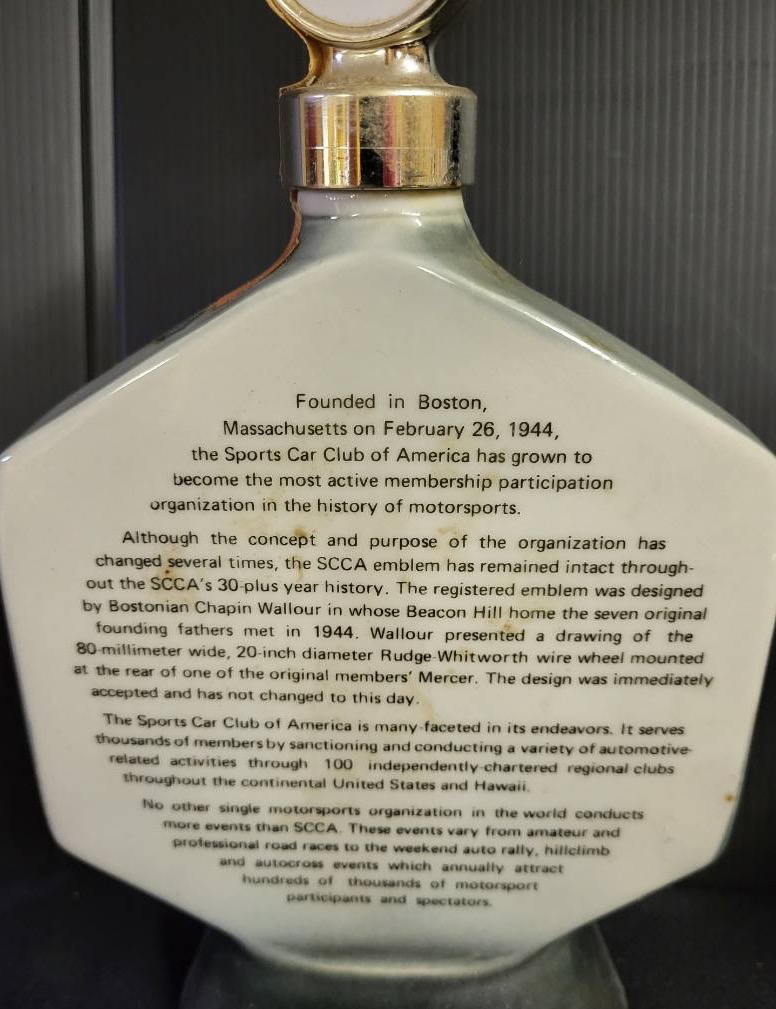 Founded in Boston,
Massachusetts on February 26, 1944,
the Sports Car Club of America has grown to
become the most active membership participation
organization in the history of motorsports.
Although the concept and purpose of the organization has
changed several times, the SCCA emblem has remained intact through-
out the SCCA's 30-plus year history. The registered emblem was designed
by Bostonian Chapin Wallour in whose Beacon Hill home the seven original
founding fathers met in 1944. Wallour presented a drawing of the
80-millimeter wide, 20-inch diameter Rudge-Whitworth wire wheel mounted
at the rear of one of the original members' Mercer. The design was immediately
accepted and has not changed to this day.
The Sports Car Club of America is many-faceted in its endeavors. It serves
thousands of members by sanctioning and conducting a variety of automotive-
related activities through 100 independently-chartered regional clubs
throughout the continental United States and Hawaii.
No other single motorsports organization in the world conducts
more events than SCCA. These events vary from amateur and
professional road races to the weekend auto rally, hillclimb
and autocross events which annually attract
hundreds of thousands of motorsport
participants and spectators.